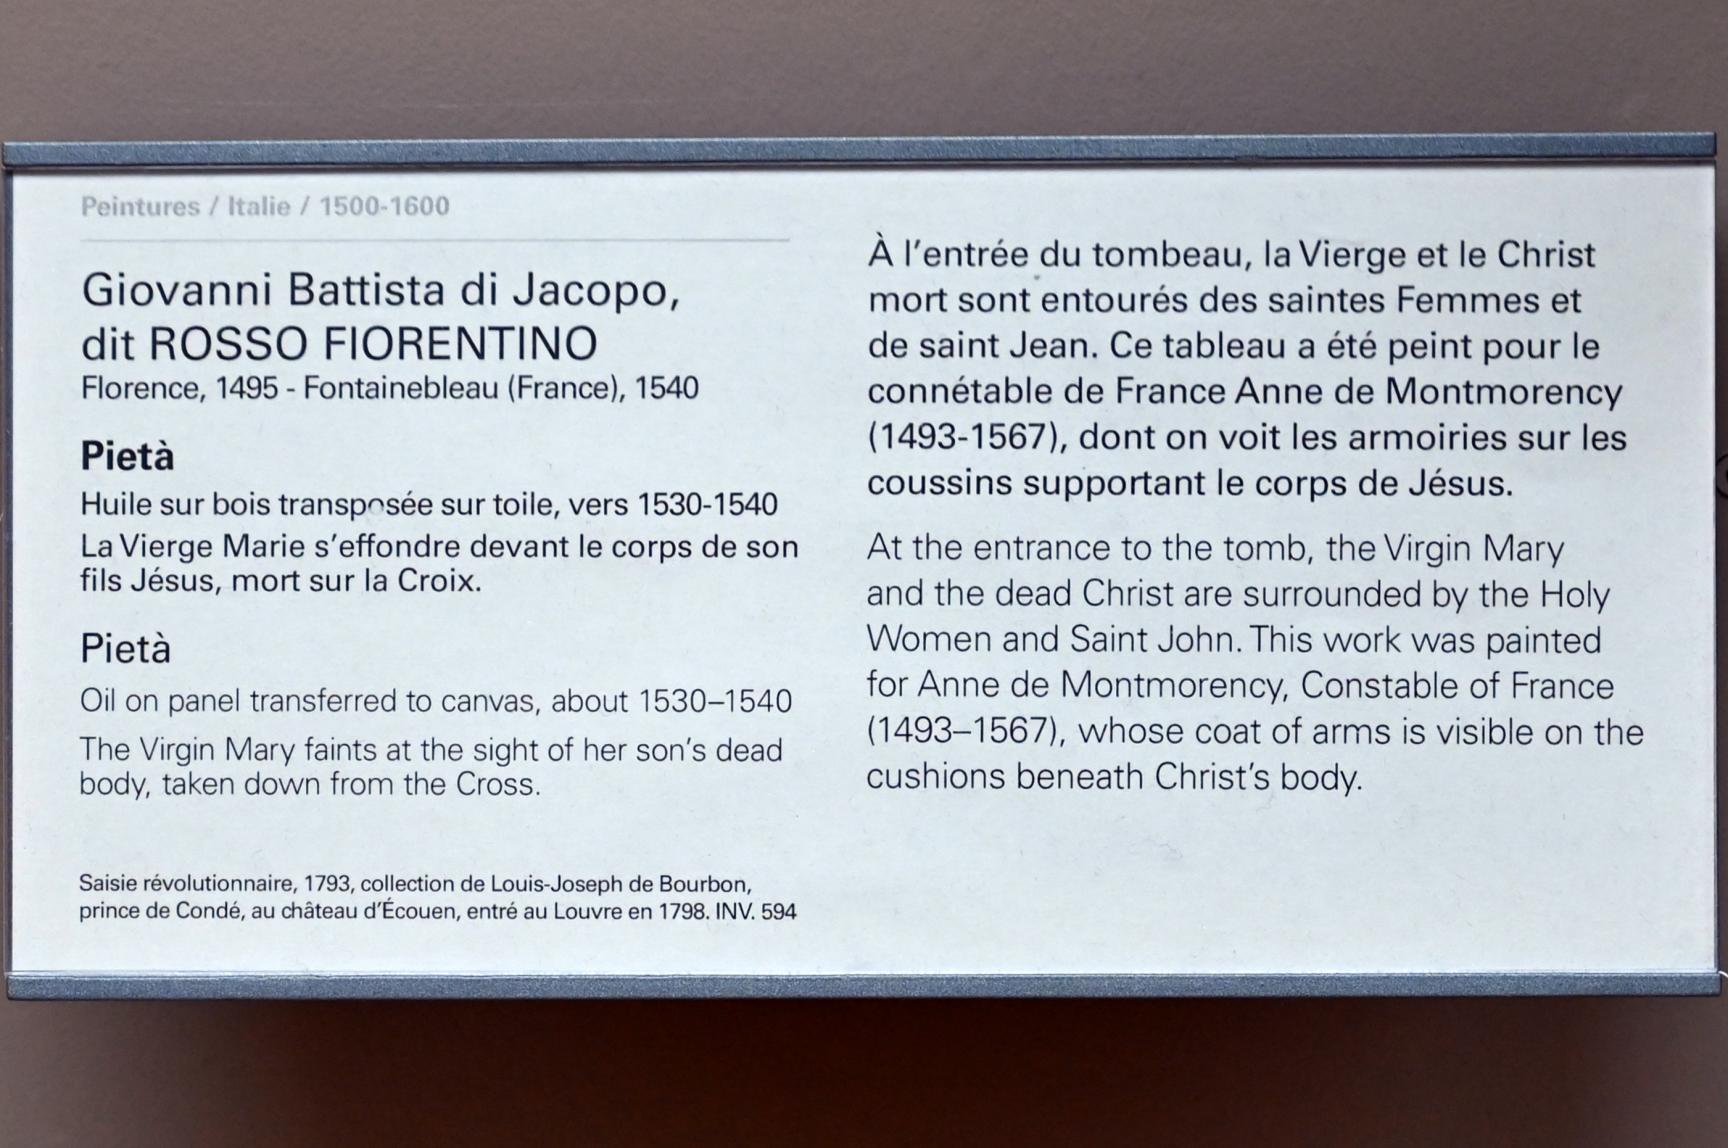 Peintures / Italie / 1500-1600
Giovanni Battista di Jacopo,
dit ROSSO FIORENTINO
Florence, 1495 - Fontainebleau (France), 1540
Pietà
Huile sur bois transposée sur toile, vers 1530-1540
La Vierge Marie s'effondre devant le corps de son
fils Jésus, mort sur la Croix.
Pietà
Oil on panel transferred to canvas, about 1530–1540
The Virgin Mary faints at the sight of her son's dead
body, taken down from the Cross.
Saisie révolutionnaire, 1793, collection de Louis-Joseph de Bourbon,
prince de Condé, au château d'Écouen, entré au Louvre en 1798. INV. 594
À l'entrée du tombeau, la Vierge et le Christ
mort sont entourés des saintes Femmes et
de saint Jean. Ce tableau a été peint pour le
connétable de France Anne de Montmorency
(1493-1567), dont on voit les armoiries sur les
coussins supportant le corps de Jésus.
At the entrance to the tomb, the Virgin Mary
and the dead Christ are surrounded by the Holy
Women and Saint John. This work was painted
for Anne de Montmorency, Constable of France
(1493–1567), whose coat of arms is visible on the
cushions beneath Christ's body.